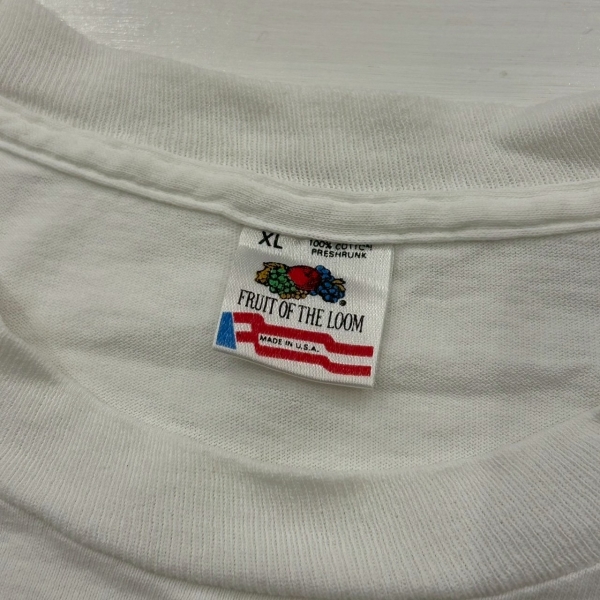 XL
100% COTTON
PRESHRUNK
FRUIT OF THE LOOM
®
MADE IN U.S.A.